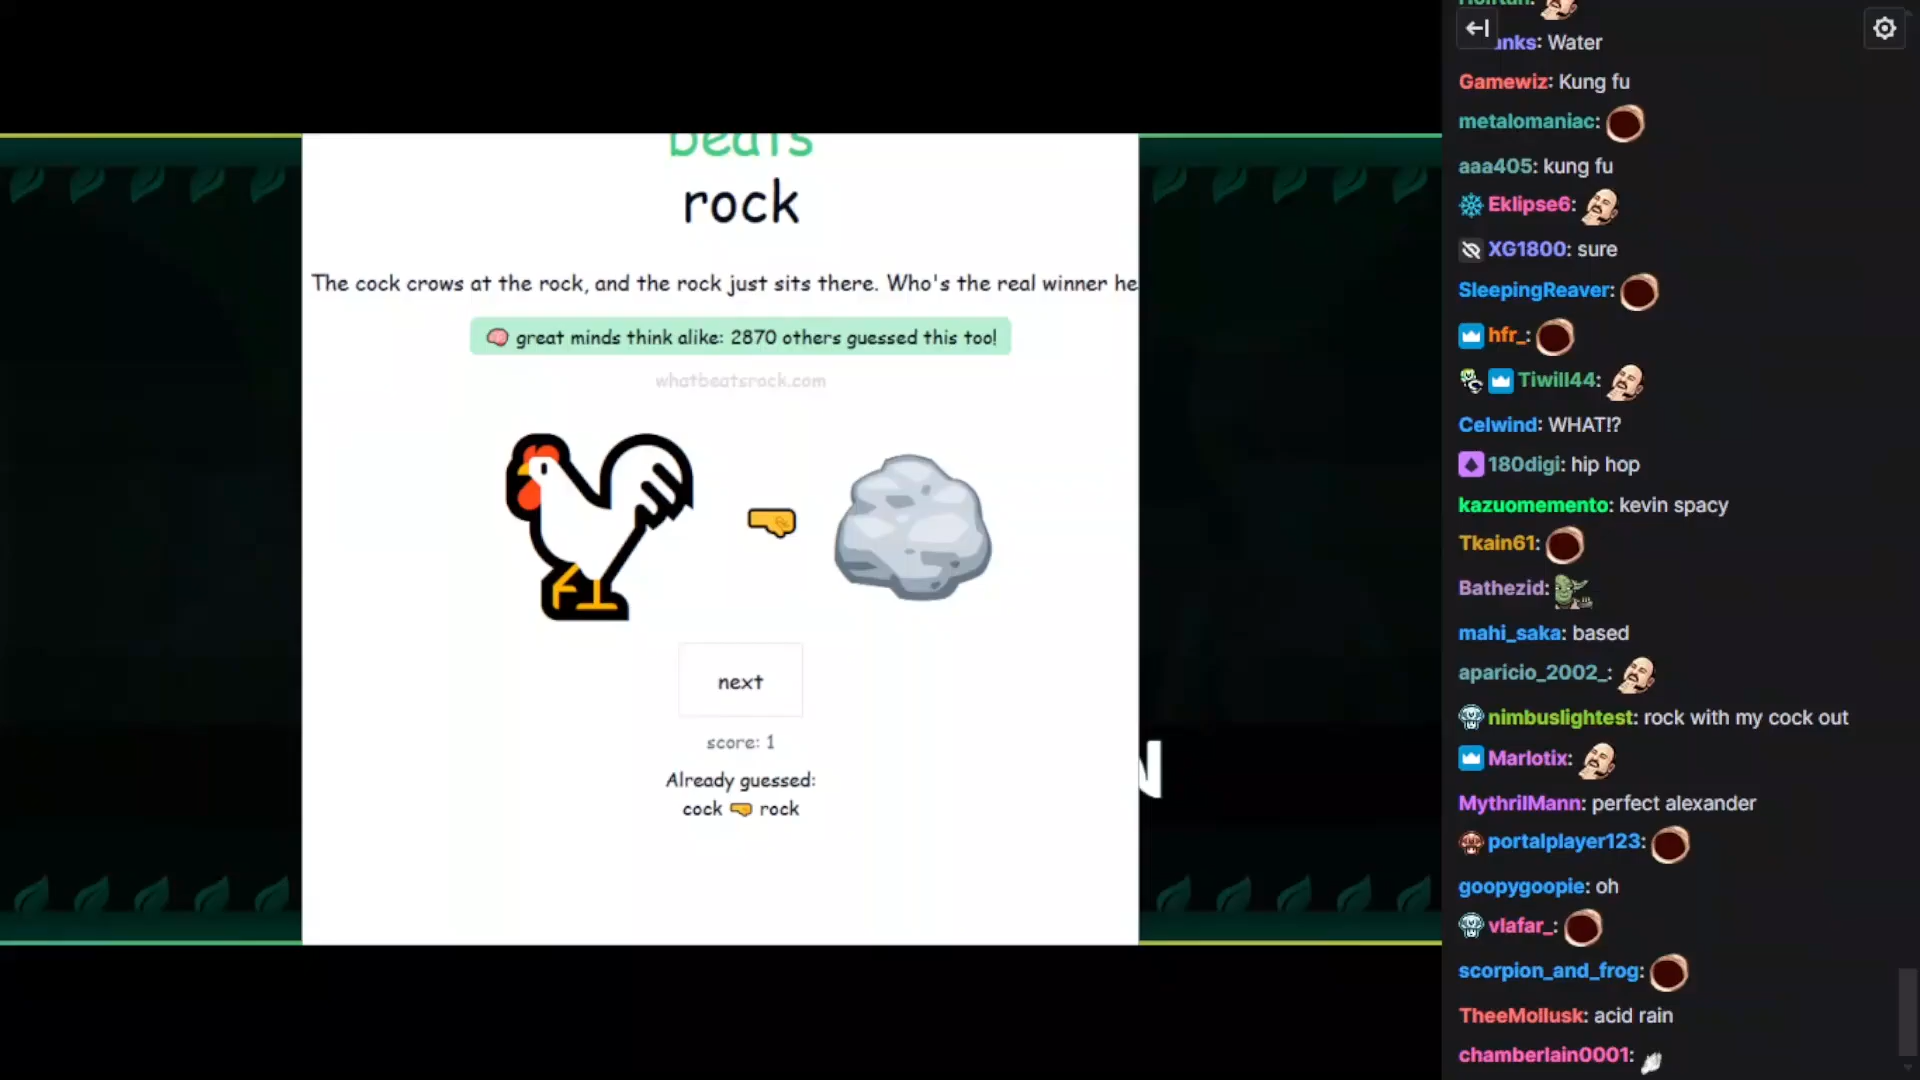 beats
rock
The cock crows at the rock, and the rock just sits there. Who's the real winner he
great minds think alike: 2870 others guessed this too!
whatbeatsrock.com
next
score: 1
Already guessed:
cock rock
N
nks: Water
Gamewiz: Kung fu
metalomaniac:
aaa405: kung fu
Eklipse6:
XG1800: sure
SleepingReaver:
hfr_:
Tiwill44:
Celwind: WHAT!?
180digi: hip hop
kazuomemento: kevin spacy
Tkain61:
Bathezid:
mahi_saka: based
aparicio_2002_:
nimbuslightest: rock with my cock out
Marlotix:
MythrilMann: perfect alexander
portalplayer123:
goopygoopie: oh
vlafar_:
scorpion_and_frog:
TheeMollusk: acid rain
chamberlain0001: